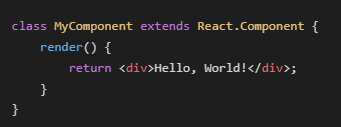 class MyComponent extends React.Component {
    render() {
        return <div>Hello, World!</div>;
    }
}